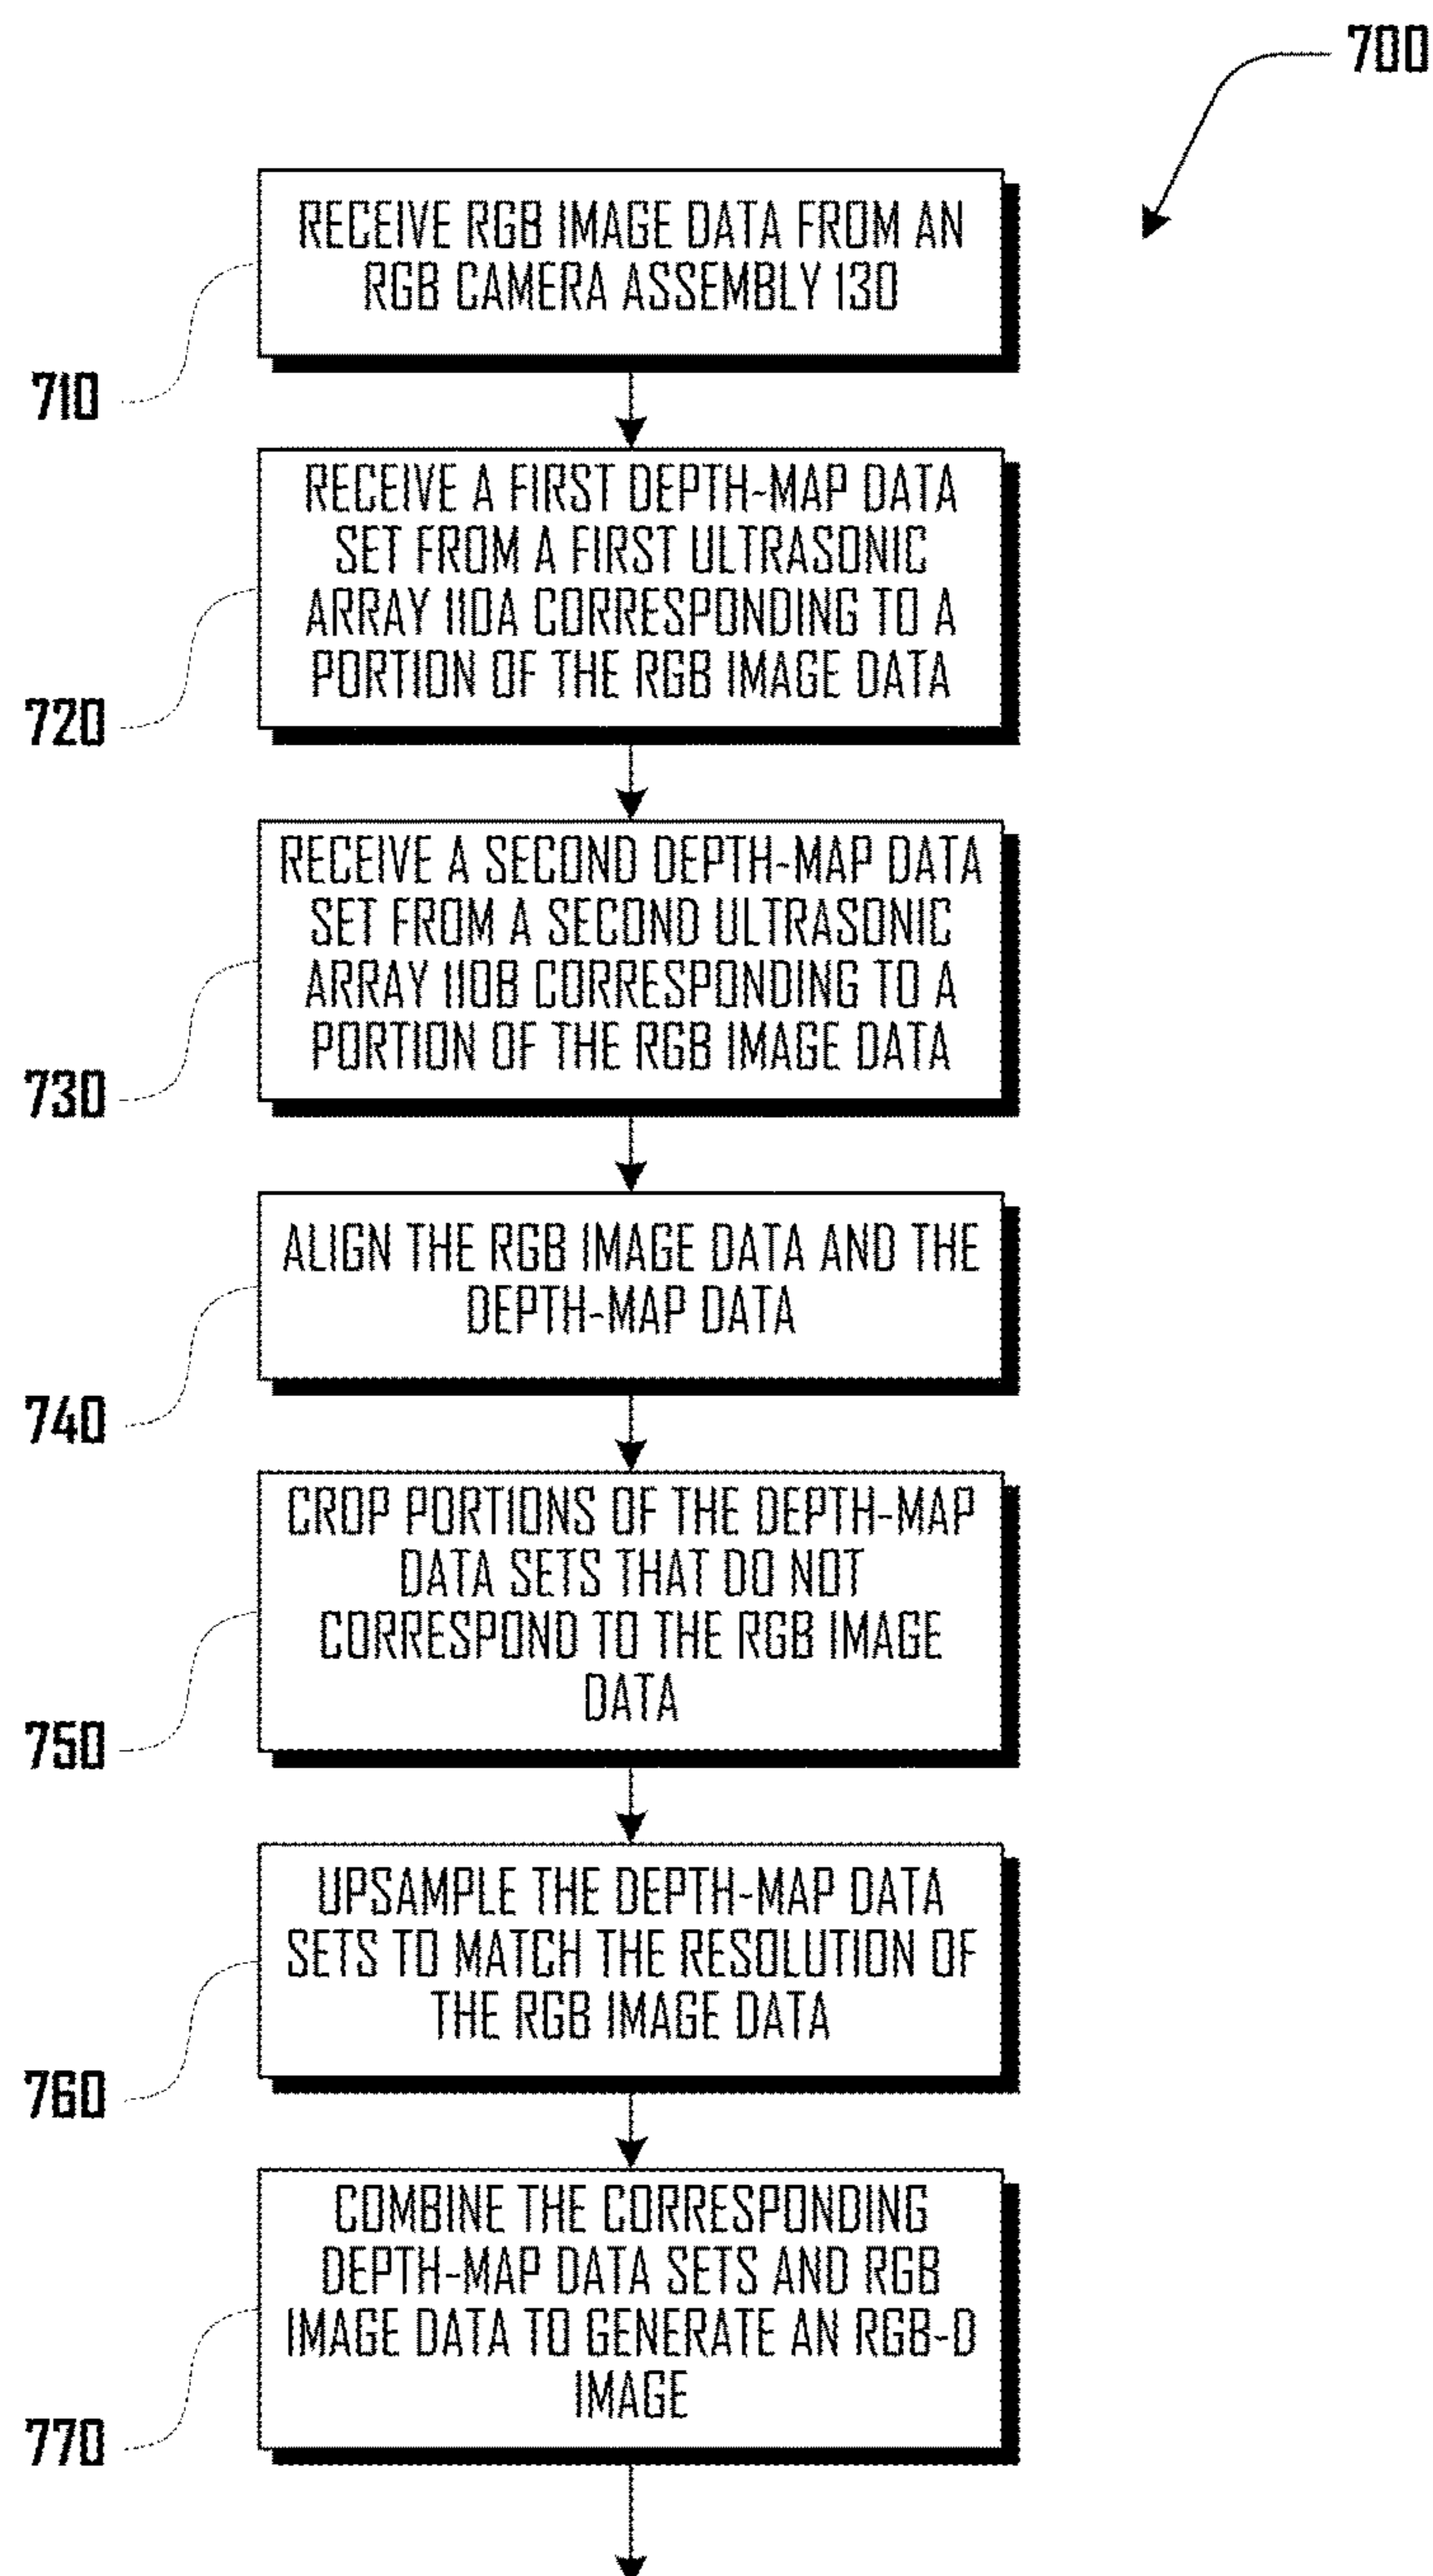 700
RECEIVE RGB IMAGE DATA FROM AN
RGB CAMERA ASSEMBLY 130
710
RECEIVE A FIRST DEPTH-MAP DATA
SET FROM A FIRST ULTRASONIC
ARRAY 110A CORRESPONDING TO A
PORTION OF THE RGB IMAGE DATA
720
RECEIVE A SECOND DEPTH-MAP DATA
SET FROM A SECOND ULTRASONIC
ARRAY 110B CORRESPONDING TO A
PORTION OF THE RGB IMAGE DATA
730
ALIGN THE RGB IMAGE DATA AND THE
DEPTH-MAP DATA
740
CROP PORTIONS OF THE DEPTH-MAP
DATA SETS THAT DO NOT
CORRESPOND TO THE RGB IMAGE
DATA
750
UPSAMPLE THE DEPTH-MAP DATA
SETS TO MATCH THE RESOLUTION OF
THE RGB IMAGE DATA
760
COMBINE THE CORRESPONDING
DEPTH-MAP DATA SETS AND RGB
IMAGE DATA TO GENERATE AN RGB-D
IMAGE
770